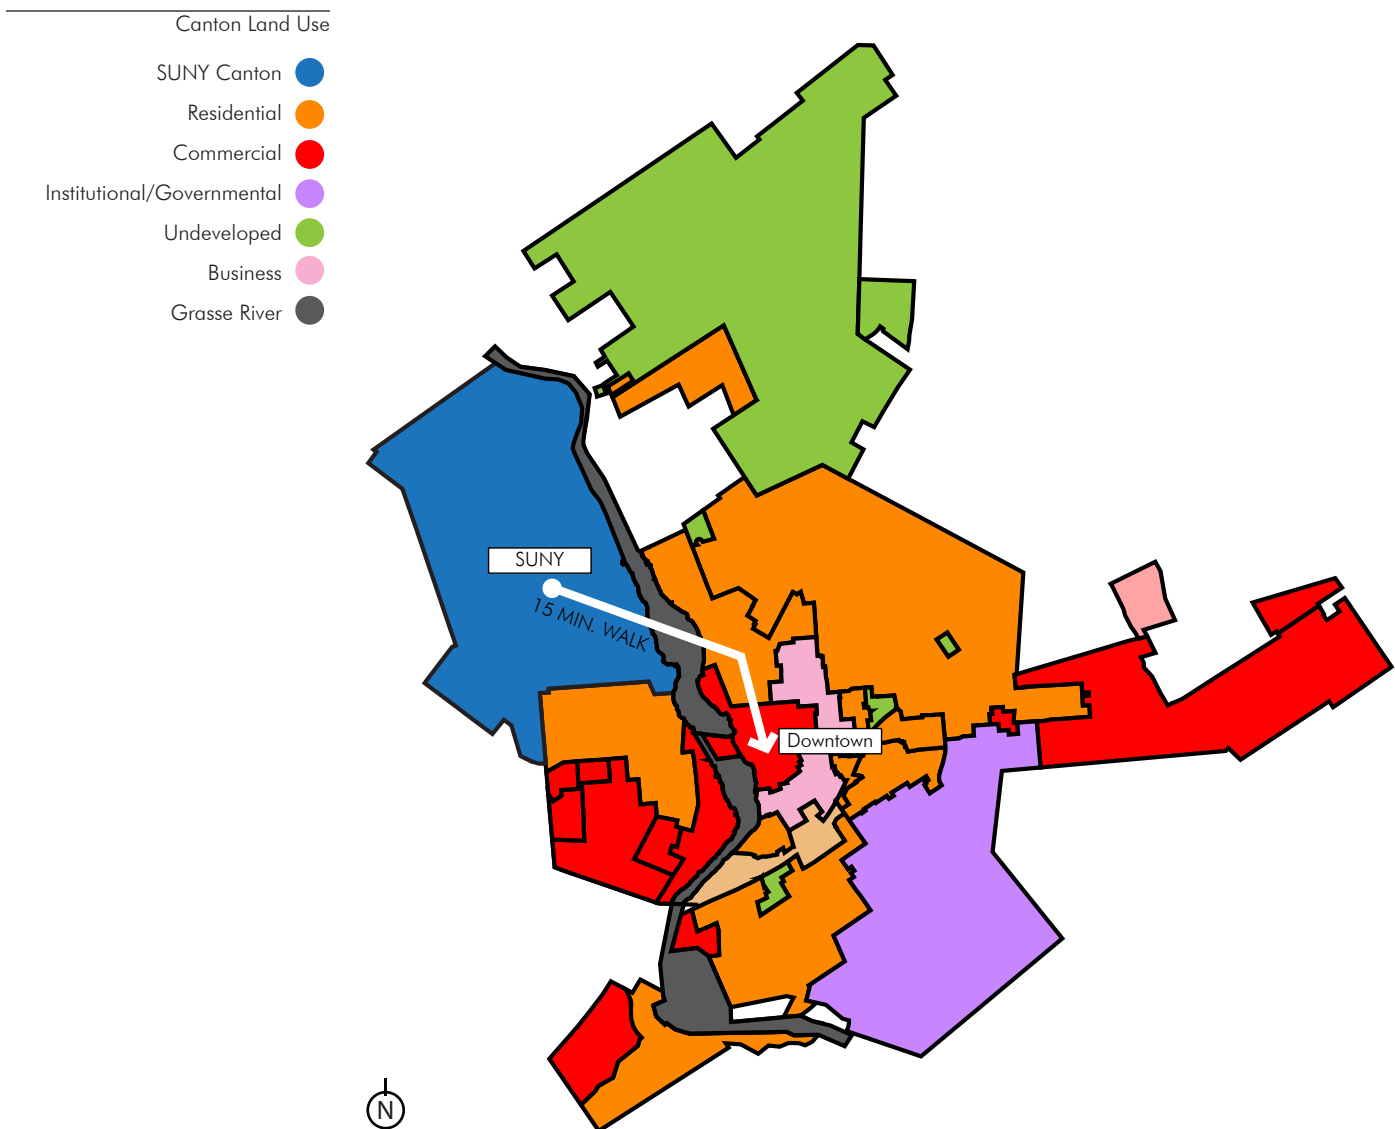 Canton Land Use
SUNY Canton
Residential
Commercial
Institutional/Governmental
Undeveloped
Business
Grasse River
SUNY
15 MIN. WALK
Downtown
N